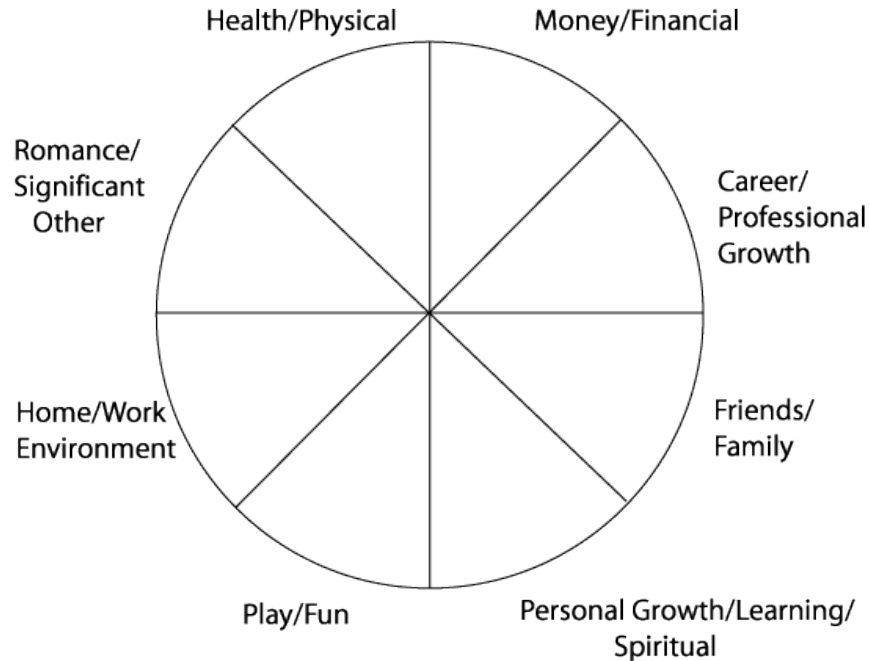 Health/Physical
Money/Financial
Romance/
Significant
Other
Career/
Professional
Growth
Home/Work
Environment
Friends/
Family
Play/Fun
Personal Growth/Learning/
Spiritual